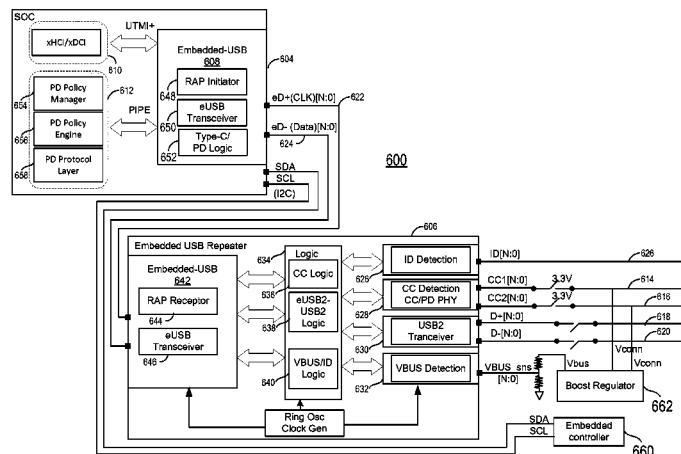 SOC
xHCI/xDCI
610
UTMI+
Embedded-USB
608
604
RAP Initiator
648
eUSB
Transceiver
650
Type-C/
PD Logic
652
PD Policy
Manager
654
612
PD Policy
Engine
656
PD Protocol
Layer
658
PIPE
eD+(CLK)[N:0]
622
eD- (Data)[N:0]
624
SDA
SCL
(I2C)
600
606
Embedded USB Repeater
Embedded-USB
642
RAP Receptor
644
eUSB
Transceiver
646
634
Logic
CC Logic
636
eUSB2-
USB2
Logic
638
VBUS/ID
Logic
640
ID Detection
626
CC Detection
CC/PD PHY
628
USB2
Tranceiver
630
VBUS Detection
632
Ring Osc
Clock Gen
ID[N:0]
626
CC1[N:0]
3.3V
614
CC2[N:0]
3.3V
616
D+[N:0]
618
D-[N:0]
620
VBUS_sns
[N:0]
Vbus
Vconn
Vconn
Boost Regulator
662
SDA
SCL
Embedded
controller
660